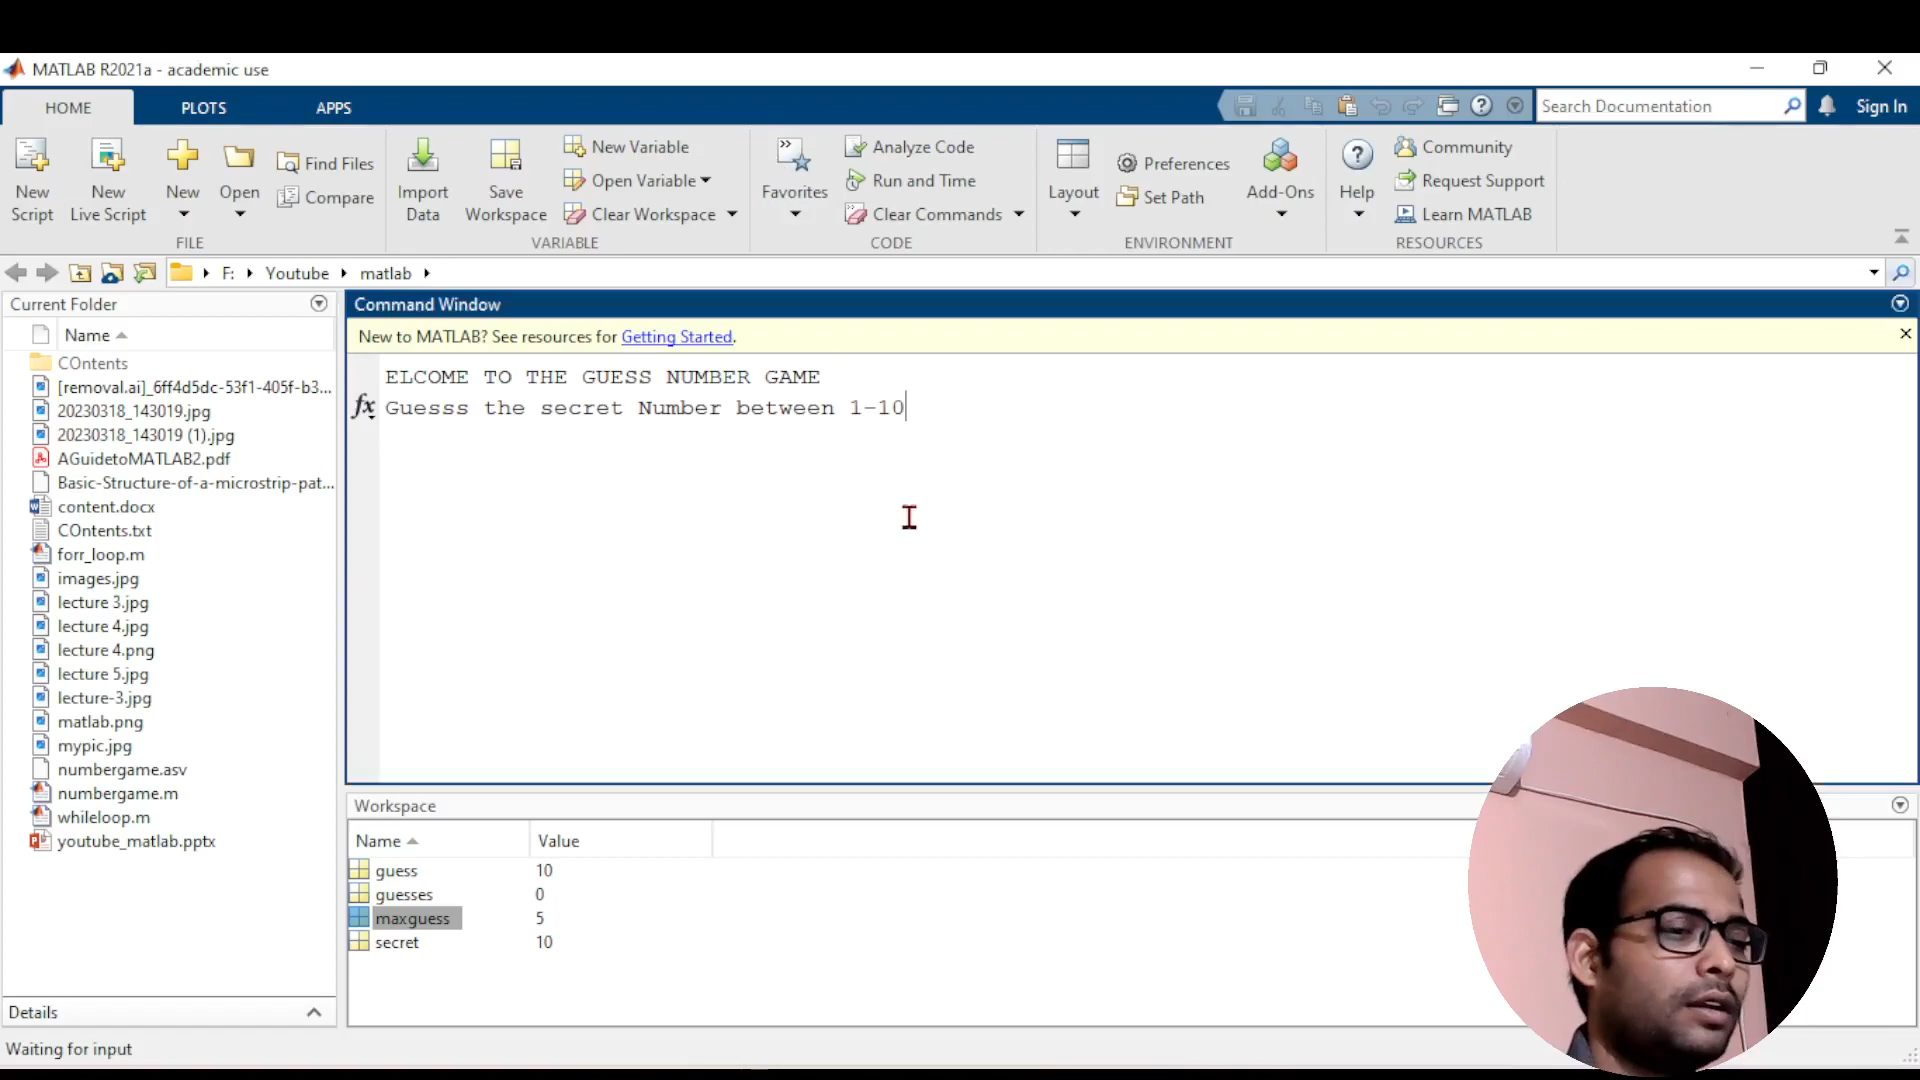 MATLAB R2021a - academic use
HOME
PLOTS
APPS
Search Documentation
Sign In
New Script
New Live Script
New
Open
Find Files
Compare
FILE
Import Data
Save Workspace
New Variable
Open Variable
Clear Workspace
VARIABLE
Favorites
Analyze Code
Run and Time
Clear Commands
CODE
Layout
Preferences
Set Path
Add-Ons
ENVIRONMENT
Help
Community
Request Support
Learn MATLAB
RESOURCES
F: Youtube matlab
Current Folder
Name
COntents
[removal.ai]_6ff4d5dc-53f1-405f-b3...
20230318_143019.jpg
20230318_143019 (1).jpg
AGuidetoMATLAB2.pdf
Basic-Structure-of-a-microstrip-pat...
content.docx
COntents.txt
forr_loop.m
images.jpg
lecture 3.jpg
lecture 4.jpg
lecture 4.png
lecture 5.jpg
lecture-3.jpg
matlab.png
mypic.jpg
numbergame.asv
numbergame.m
whileloop.m
youtube_matlab.pptx
Details
Command Window
New to MATLAB? See resources for Getting Started.
ELCOME TO THE GUESS NUMBER GAME
fx Guesss the secret Number between 1-10
Workspace
Name Value
guess 10
guesses 0
maxguess 5
secret 10
Waiting for input